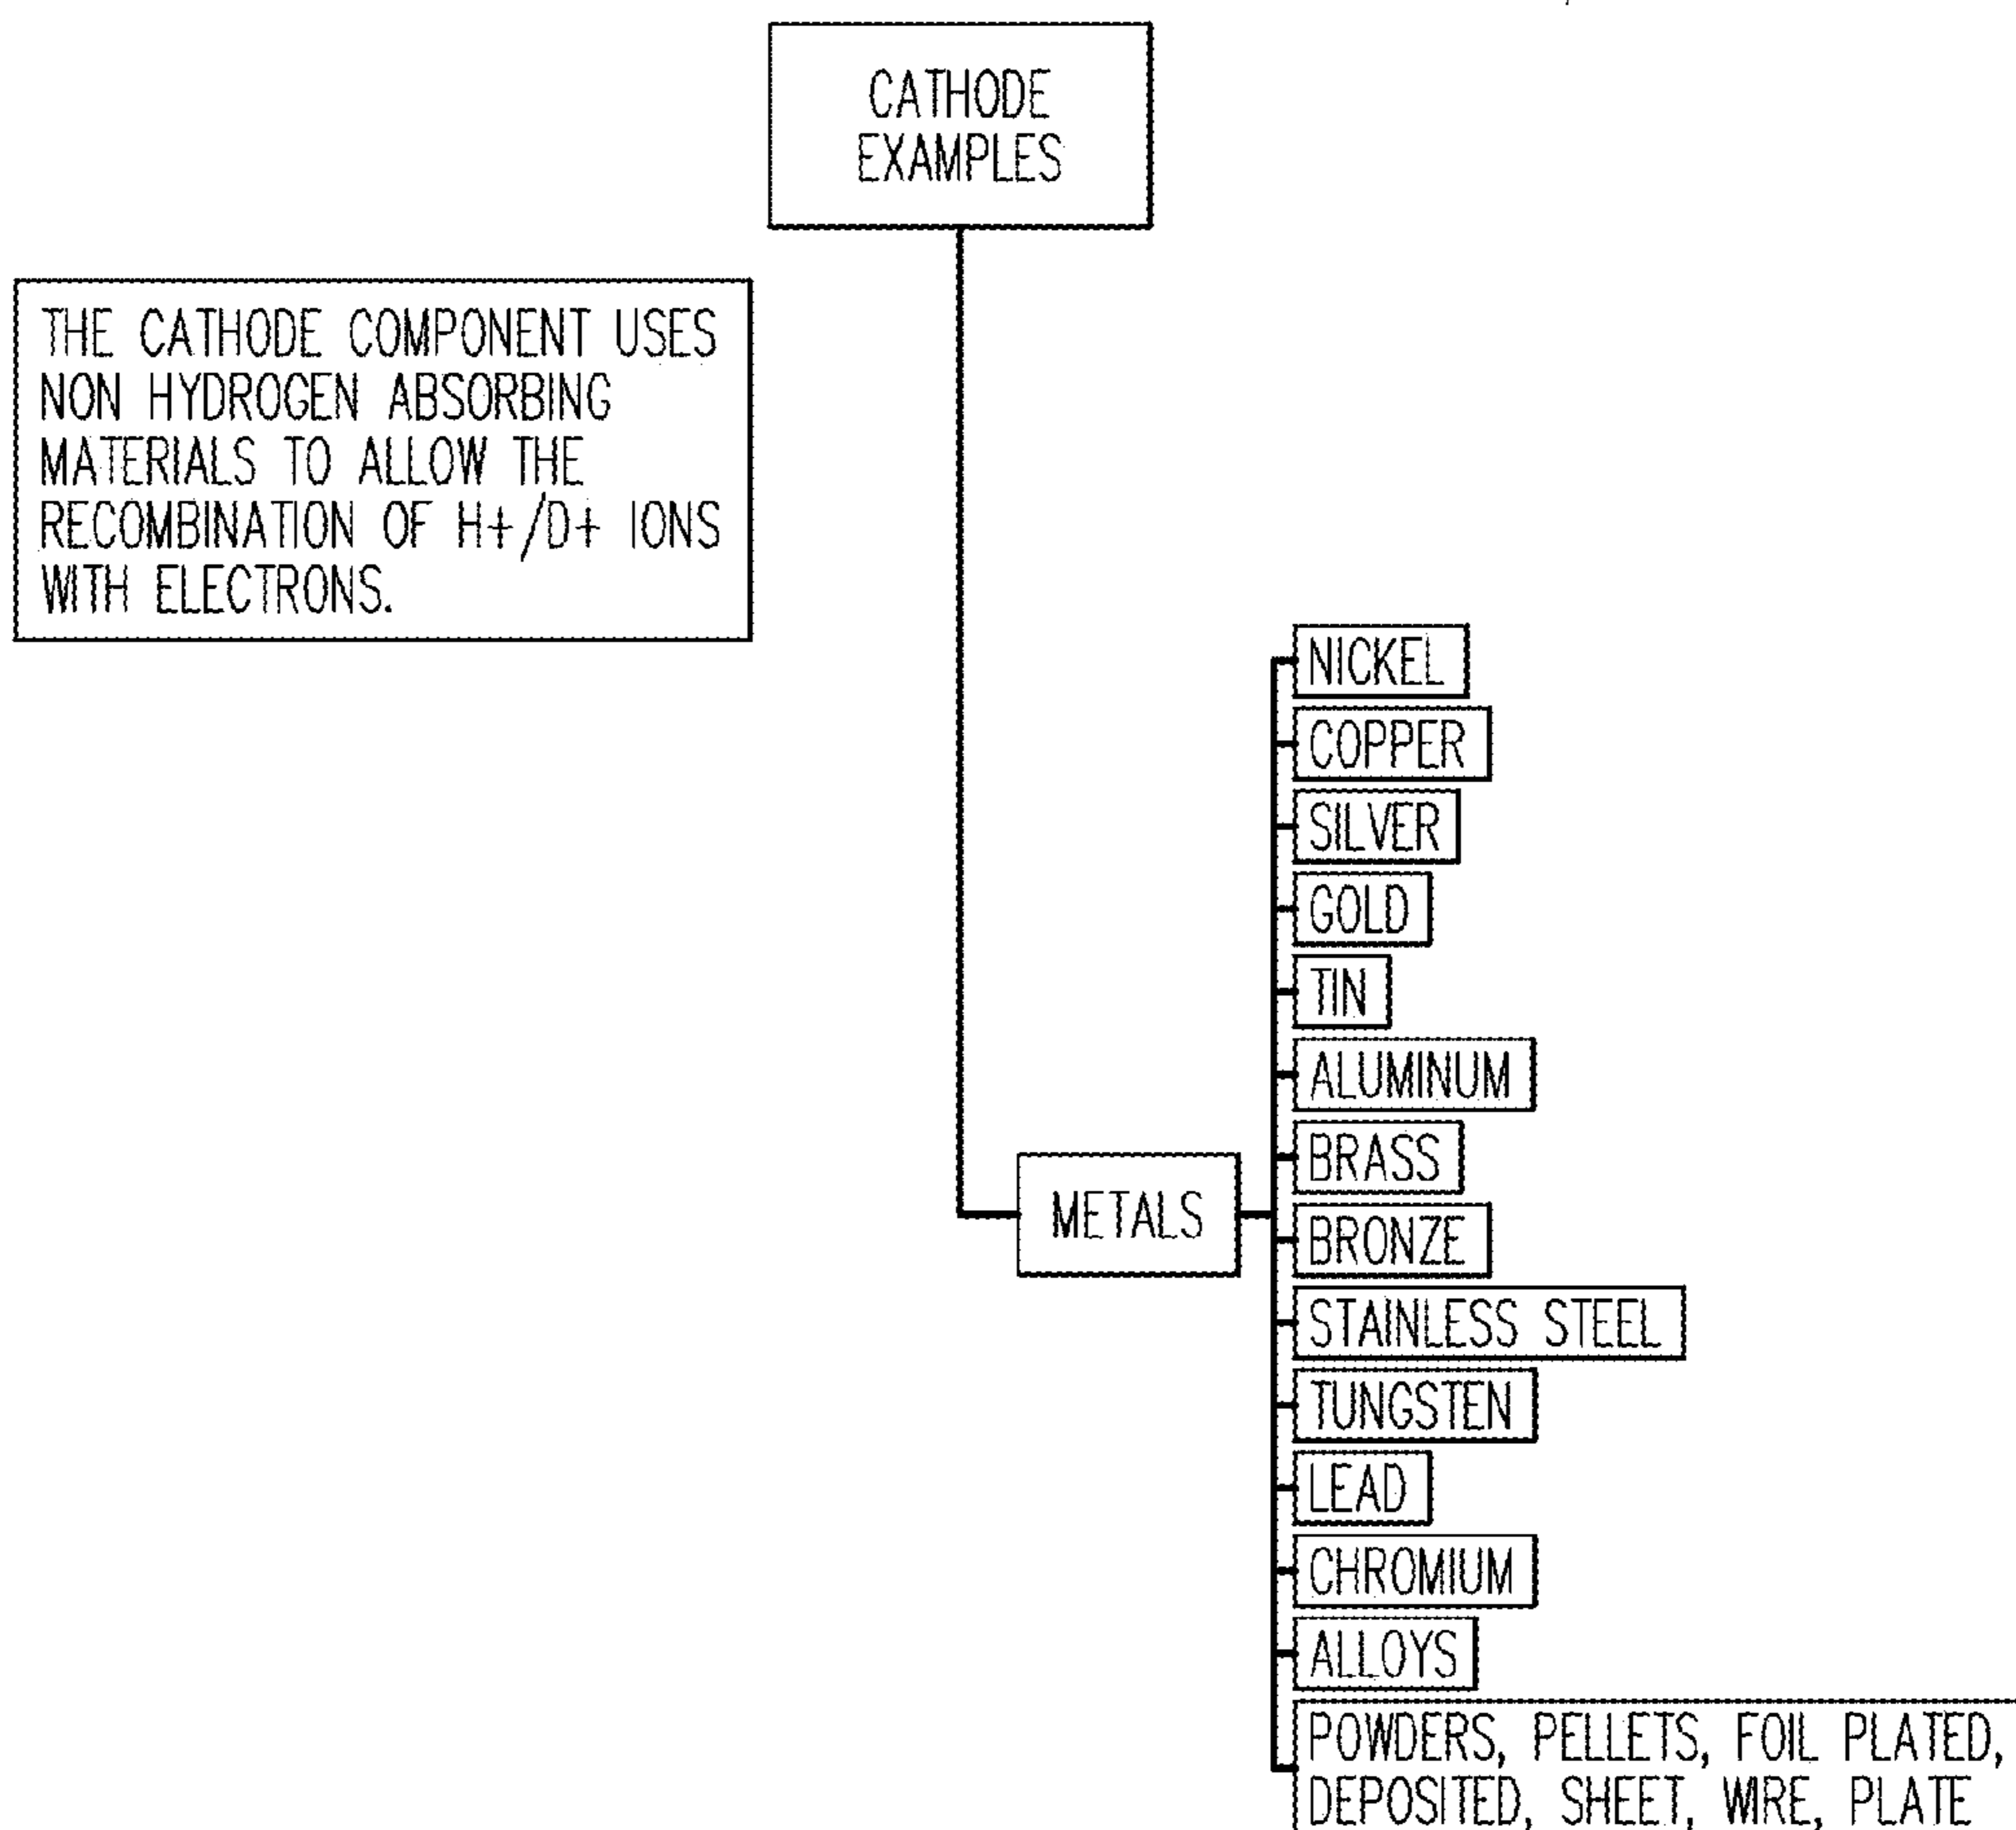 CATHODE
EXAMPLES
THE CATHODE COMPONENT USES
NON HYDROGEN ABSORBING
MATERIALS TO ALLOW THE
RECOMBINATION OF H+/D+ IONS
WITH ELECTRONS.
METALS
NICKEL
COPPER
SILVER
GOLD
TIN
ALUMINUM
BRASS
BRONZE
STAINLESS STEEL
TUNGSTEN
LEAD
CHROMIUM
ALLOYS
POWDERS, PELLETS, FOIL PLATED,
DEPOSITED, SHEET, WIRE, PLATE